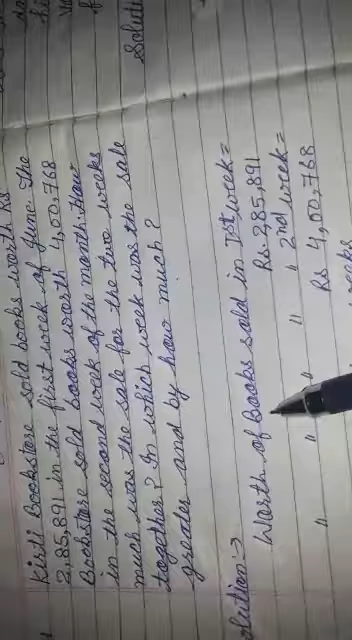 Kirti Bookstore sold books worth Rs
2,85,891 in the first week of June. The
Bookstore sold books worth 4,00,768
in the second week of the month. How
much was the sale for the two weeks
together? In which week was the sale
greater and by how much?
olution:→
Worth of books sold in Ist week =
Rs. 2,85,891
" " " " 2nd week =
Rs 4,00,768
weeks
Solutio